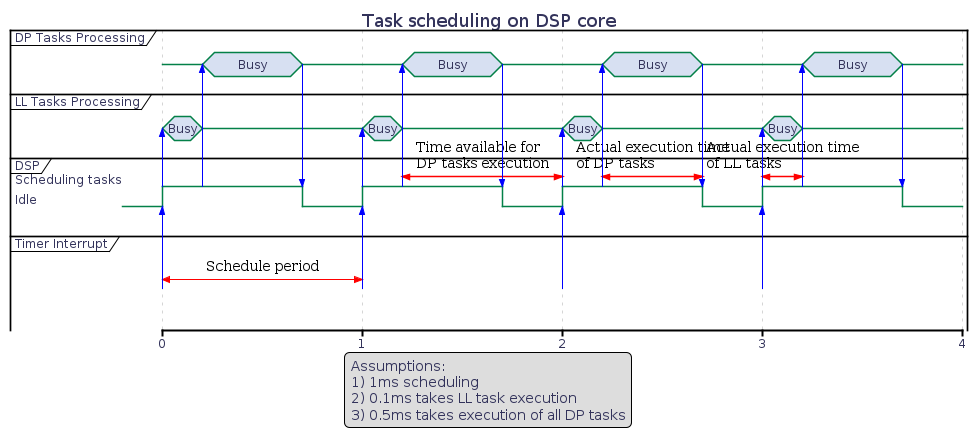 Task scheduling on DSP core
DP Tasks Processing
Busy Busy Busy Busy
LL Tasks Processing
Busy Busy Busy Busy
Time available for
DP tasks execution
Actual execution time
of DP tasks
Actual execution time
of LL tasks
DSP
Scheduling tasks
Idle
Timer Interrupt
Schedule period
0 1 2 3 4
Assumptions:
1) 1ms scheduling
2) 0.1ms takes LL task execution
3) 0.5ms takes execution of all DP tasks